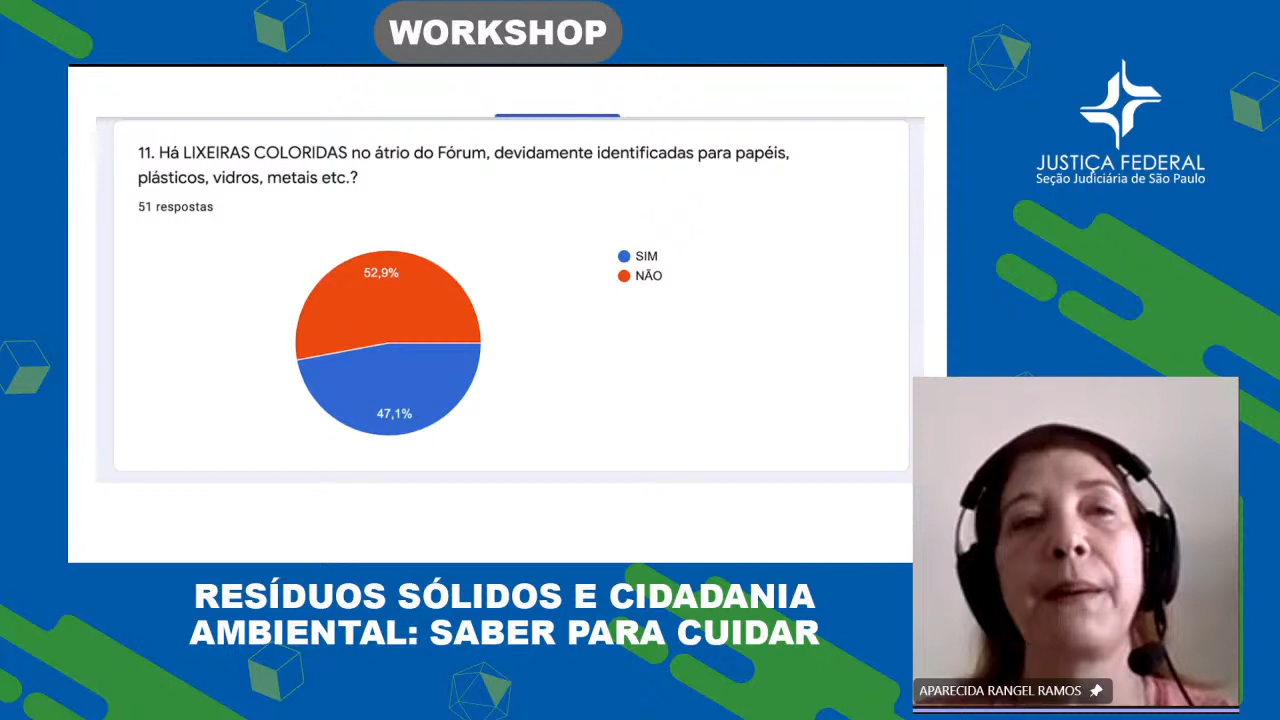 WORKSHOP
11. Há LIXEIRAS COLORIDAS no átrio do Fórum, devidamente identificadas para papéis,
plásticos, vidros, metais etc.?
51 respostas
52,9%
47,1%
SIM
NÃO
JUSTIÇA FEDERAL
Seção Judiciária de São Paulo
RESÍDUOS SÓLIDOS E CIDADANIA
AMBIENTAL: SABER PARA CUIDAR
APARECIDA RANGEL RAMOS